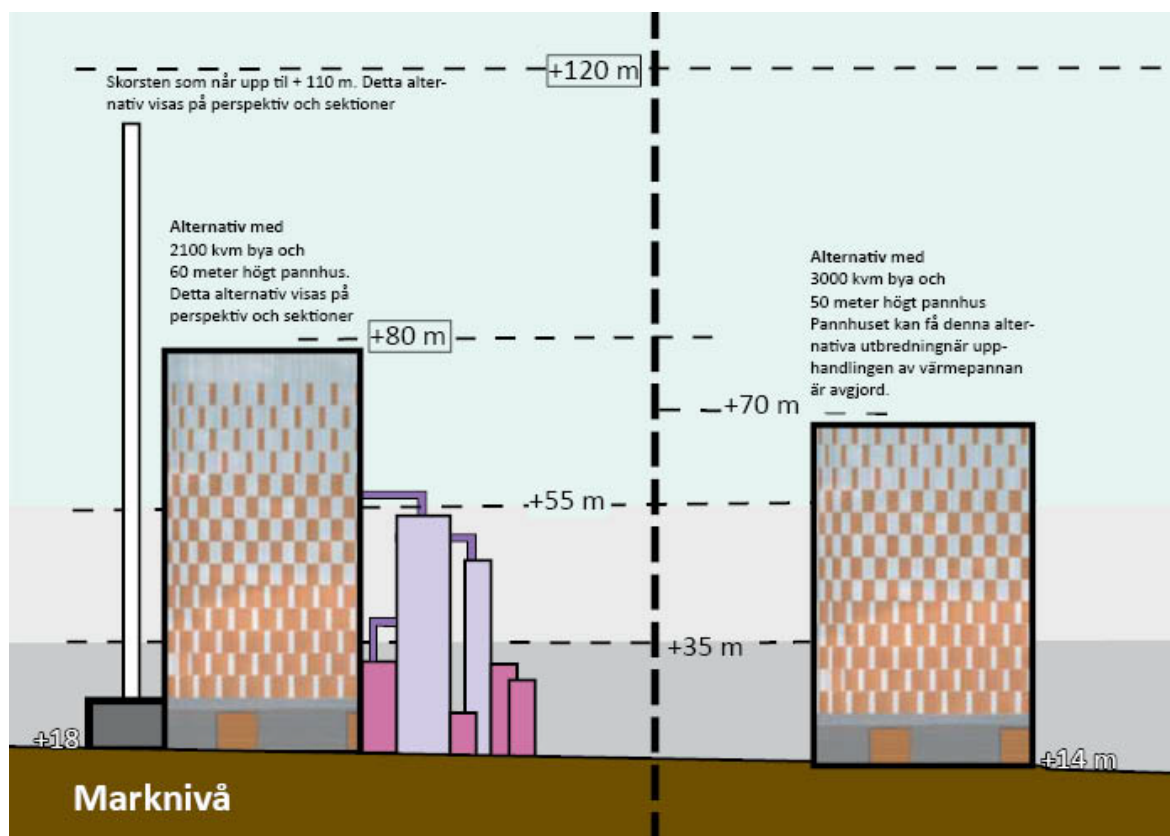 +120 m
Skorsten som når upp til + 110 m. Detta alter-
nativ visas på perspektiv och sektioner
Alternativ med
2100 kvm bya och
60 meter högt pannhus.
Detta alternativ visas på
perspektiv och sektioner
Alternativ med
3000 kvm bya och
50 meter högt pannhus
Pannhuset kan få denna alter-
nativa utbredningnär upp-
handlingen av värmepannan
är avgjord.
+80 m
+70 m
+55 m
+35 m
+18
+14 m
Marknivå